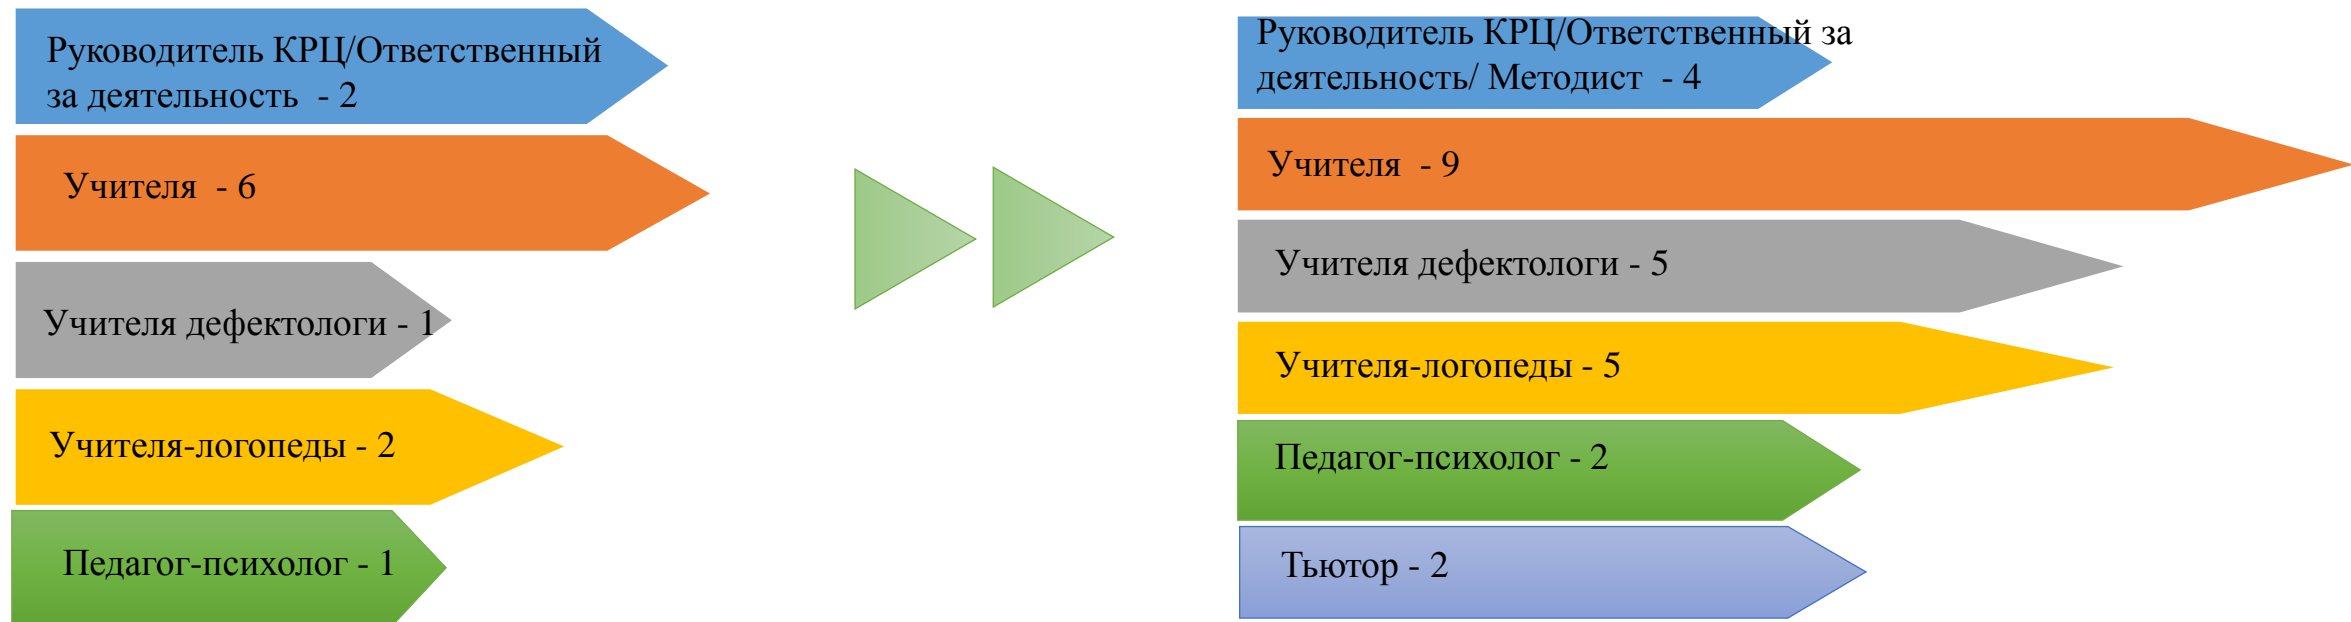 Руководитель КРЦ/Ответственный
за деятельность - 2
Учителя - 6
Учителя дефектологи - 1
Учителя-логопеды - 2
Педагог-психолог - 1
Руководитель КРЦ/Ответственный за
деятельность/ Методист - 4
Учителя - 9
Учителя дефектологи - 5
Учителя-логопеды - 5
Педагог-психолог - 2
Тьютор - 2